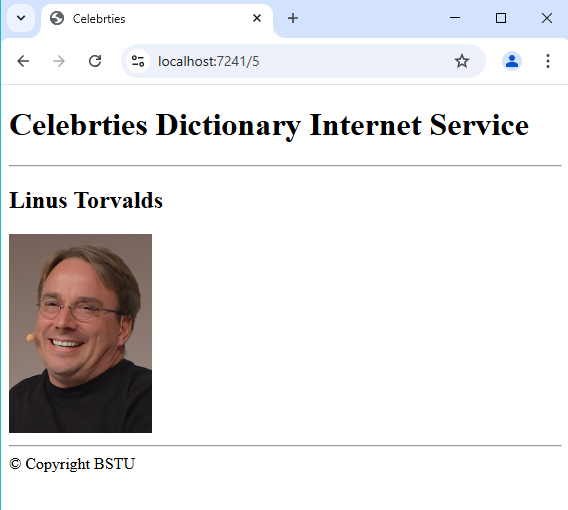 Celebrties
localhost:7241/5
Celebrties Dictionary Internet Service
Linus Torvalds
© Copyright BSTU